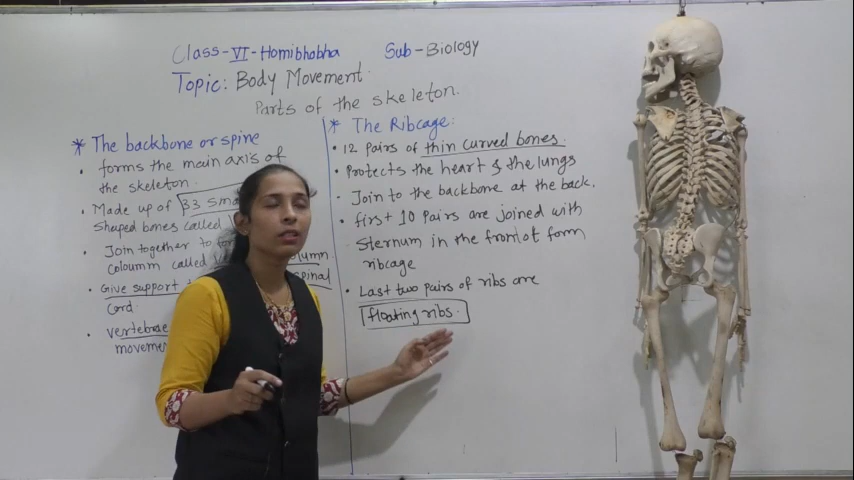 Class-VI-Homibhabha Sub-Biology
Topic: Body Movement.
Parts of the skeleton.
* The backbone or spine
• forms the main axis of
the skeleton.
• Made up of 33
shaped bones called
• Join together to
coloumn called
• Give support spinal
cord.
• vertebrae
* The Ribcage:
• 12 pairs of thin curved bones.
• Protects the heart & the lungs
• Join to the backbone at the back.
• first 10 Pairs are joined with
sternum in the front form
ribcage
• Last two pairs of ribs are
floating ribs.